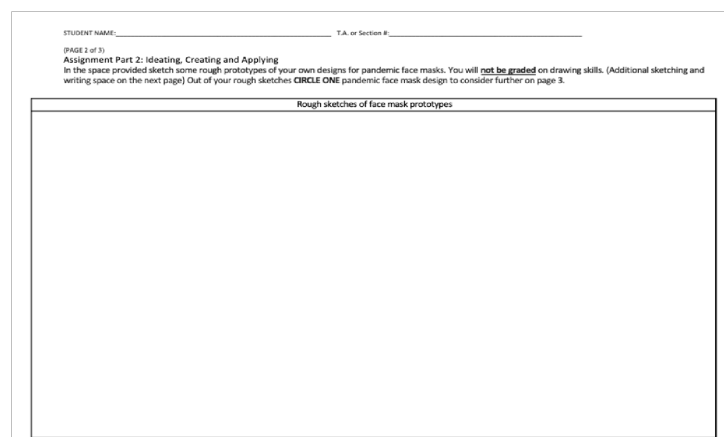 STUDENT NAME:____________________ T.A. or Section #:____________________
(PAGE 2 of 3)
Assignment Part 2: Ideating, Creating and Applying
In the space provided sketch some rough prototypes of your own designs for pandemic face masks. You will not be graded on drawing skills. (Additional sketching and
writing space on the next page) Out of your rough sketches CIRCLE ONE pandemic face mask design to consider further on page 3.
Rough sketches of face mask prototypes